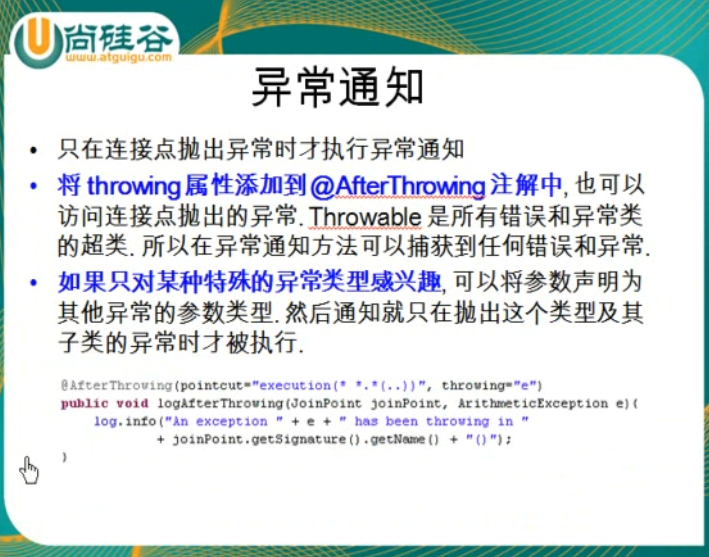 尚硅谷
www.atguigu.com
异常通知
• 只在连接点抛出异常时才执行异常通知
• 将 throwing 属性添加到 @AfterThrowing 注解中, 也可以
访问连接点抛出的异常. Throwable 是所有错误和异常类
的超类. 所以在异常通知方法可以捕获到任何错误和异常.
• 如果只对某种特殊的异常类型感兴趣, 可以将参数声明为
其他异常的参数类型. 然后通知就只在抛出这个类型及其
子类的异常时才被执行.
@AfterThrowing(pointcut="execution(* *.*(..))", throwing="e")
public void logAfterThrowing(JoinPoint joinPoint, ArithmeticException e){
log.info("An exception " + e + " has been throwing in "
+ joinPoint.getSignature().getName() + "()");
}